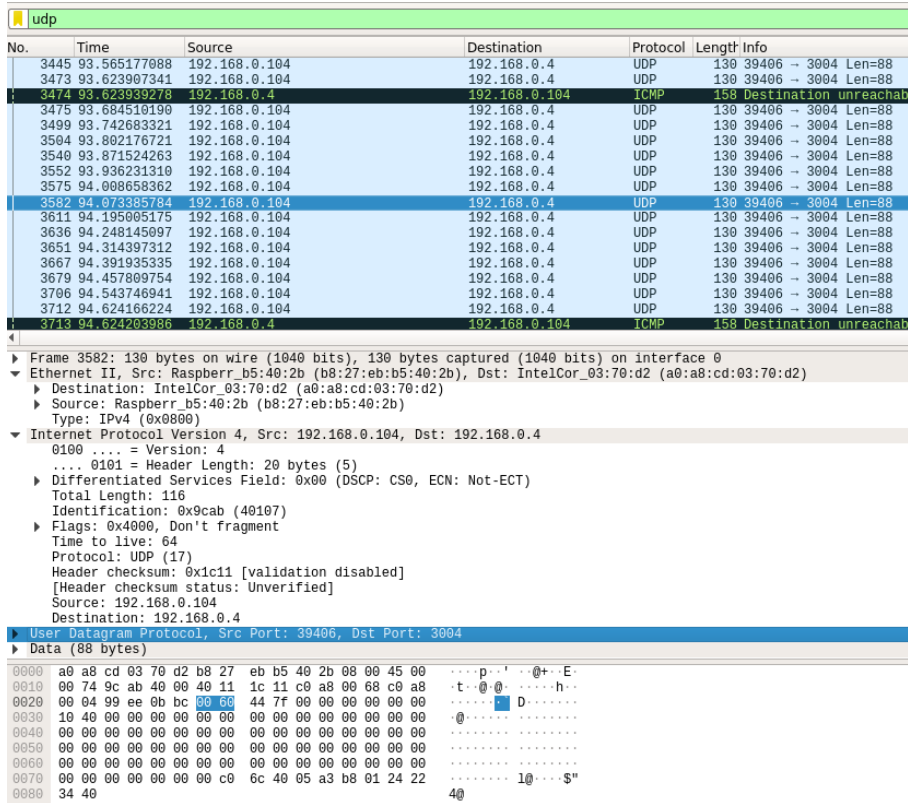 udp
No. Time Source Destination Protocol Length Info
3445 93.565177088 192.168.0.104 192.168.0.4 UDP 130 39406 → 3004 Len=88
3473 93.623907341 192.168.0.104 192.168.0.4 UDP 130 39406 → 3004 Len=88
3474 93.623939278 192.168.0.4 192.168.0.104 ICMP 158 Destination unreachab
3475 93.684510190 192.168.0.104 192.168.0.4 UDP 130 39406 → 3004 Len=88
3499 93.742683321 192.168.0.104 192.168.0.4 UDP 130 39406 → 3004 Len=88
3504 93.802176721 192.168.0.104 192.168.0.4 UDP 130 39406 → 3004 Len=88
3540 93.871524263 192.168.0.104 192.168.0.4 UDP 130 39406 → 3004 Len=88
3552 93.936231310 192.168.0.104 192.168.0.4 UDP 130 39406 → 3004 Len=88
3575 94.008658362 192.168.0.104 192.168.0.4 UDP 130 39406 → 3004 Len=88
3582 94.073385784 192.168.0.104 192.168.0.4 UDP 130 39406 → 3004 Len=88
3611 94.195005175 192.168.0.104 192.168.0.4 UDP 130 39406 → 3004 Len=88
3636 94.248145097 192.168.0.104 192.168.0.4 UDP 130 39406 → 3004 Len=88
3651 94.314397312 192.168.0.104 192.168.0.4 UDP 130 39406 → 3004 Len=88
3667 94.391935335 192.168.0.104 192.168.0.4 UDP 130 39406 → 3004 Len=88
3679 94.457809754 192.168.0.104 192.168.0.4 UDP 130 39406 → 3004 Len=88
3706 94.543746941 192.168.0.104 192.168.0.4 UDP 130 39406 → 3004 Len=88
3712 94.624166224 192.168.0.104 192.168.0.4 UDP 130 39406 → 3004 Len=88
3713 94.624203986 192.168.0.4 192.168.0.104 ICMP 158 Destination unreachab
Frame 3582: 130 bytes on wire (1040 bits), 130 bytes captured (1040 bits) on interface 0
Ethernet II, Src: Raspberr_b5:40:2b (b8:27:eb:b5:40:2b), Dst: IntelCor_03:70:d2 (a0:a8:cd:03:70:d2)
Destination: IntelCor_03:70:d2 (a0:a8:cd:03:70:d2)
Source: Raspberr_b5:40:2b (b8:27:eb:b5:40:2b)
Type: IPv4 (0x0800)
Internet Protocol Version 4, Src: 192.168.0.104, Dst: 192.168.0.4
0100 .... = Version: 4
.... 0101 = Header Length: 20 bytes (5)
Differentiated Services Field: 0x00 (DSCP: CS0, ECN: Not-ECT)
Total Length: 116
Identification: 0x9cab (40107)
Flags: 0x4000, Don't fragment
Time to live: 64
Protocol: UDP (17)
Header checksum: 0x1c11 [validation disabled]
[Header checksum status: Unverified]
Source: 192.168.0.104
Destination: 192.168.0.4
User Datagram Protocol, Src Port: 39406, Dst Port: 3004
Data (88 bytes)
0000 a0 a8 cd 03 70 d2 b8 27 eb b5 40 2b 08 00 45 00 ····p··' ··@+··E·
0010 00 74 9c ab 40 00 40 11 1c 11 c0 a8 00 68 c0 a8 ·t··@·@· ·····h··
0020 00 04 99 ee 0b bc 00 60 44 7f 00 00 00 00 00 00 ·······` D·······
0030 10 40 00 00 00 00 00 00 00 00 00 00 00 00 00 00 ·@······ ········
0040 00 00 00 00 00 00 00 00 00 00 00 00 00 00 00 00 ········ ········
0050 00 00 00 00 00 00 00 00 00 00 00 00 00 00 00 00 ········ ········
0060 00 00 00 00 00 00 00 00 00 00 00 00 00 00 00 00 ········ ········
0070 00 00 00 00 00 00 00 c0 6c 40 05 a3 b8 01 24 22 ········ l@····$"
0080 34 40 4@